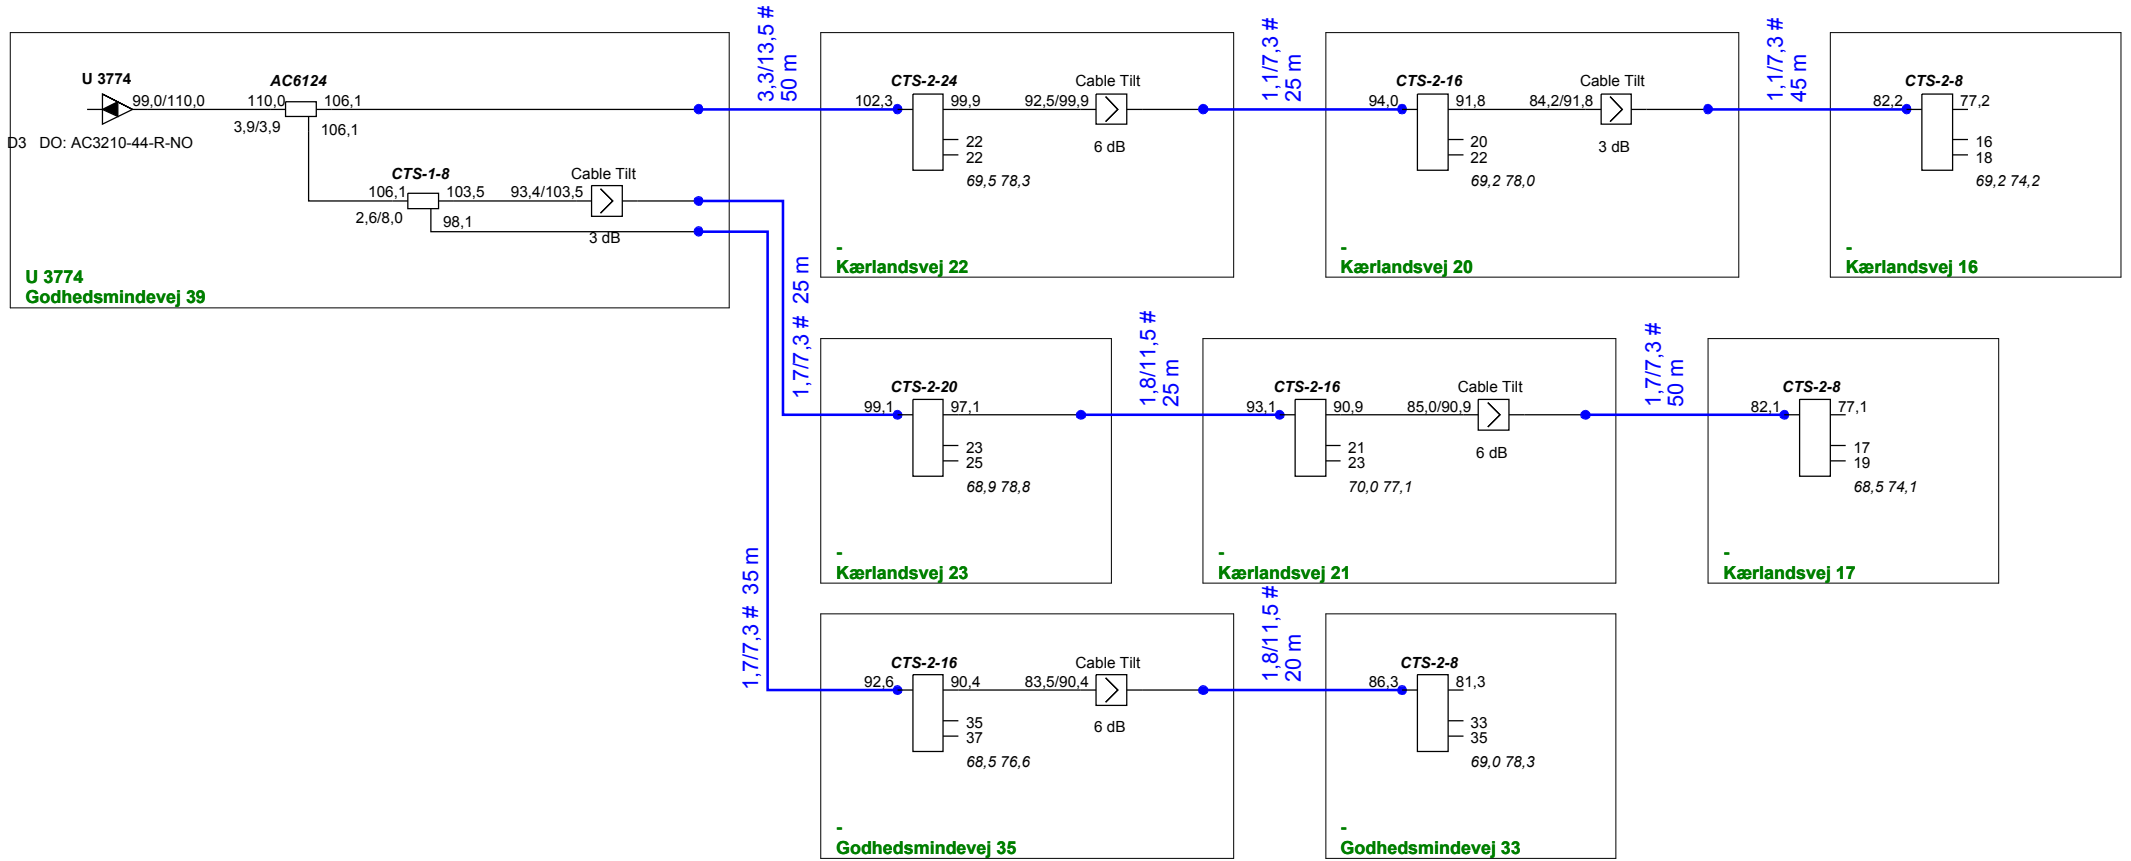 U 3774
99,0/110,0
D3 DO: AC3210-44-R-NO
AC6124
110,0
106,1
3,9/3,9
106,1
CTS-1-8
106,1
103,5
2,6/8,0
98,1
93,4/103,5
Cable Tilt
3 dB
U 3774
Godhedsmindevej 39
3,3/13,5 #
50 m
CTS-2-24
102,3
99,9
22
22
69,5 78,3
92,5/99,9
Cable Tilt
6 dB
-
Kærlandsvej 22
1,1/7,3 #
25 m
CTS-2-16
94,0
91,8
20
22
69,2 78,0
84,2/91,8
Cable Tilt
3 dB
-
Kærlandsvej 20
1,1/7,3 #
45 m
CTS-2-8
82,2
77,2
16
18
69,2 74,2
-
Kærlandsvej 16
1,7/7,3 # 25 m
CTS-2-20
99,1
97,1
23
25
68,9 78,8
-
Kærlandsvej 23
1,8/11,5 #
25 m
CTS-2-16
93,1
90,9
21
23
70,0 77,1
85,0/90,9
Cable Tilt
6 dB
-
Kærlandsvej 21
1,7/7,3 #
50 m
CTS-2-8
82,1
77,1
17
19
68,5 74,1
-
Kærlandsvej 17
1,7/7,3 # 35 m
CTS-2-16
92,6
90,4
35
37
68,5 76,6
83,5/90,4
Cable Tilt
6 dB
-
Godhedsmindevej 35
1,8/11,5 #
20 m
CTS-2-8
86,3
81,3
33
35
69,0 78,3
-
Godhedsmindevej 33